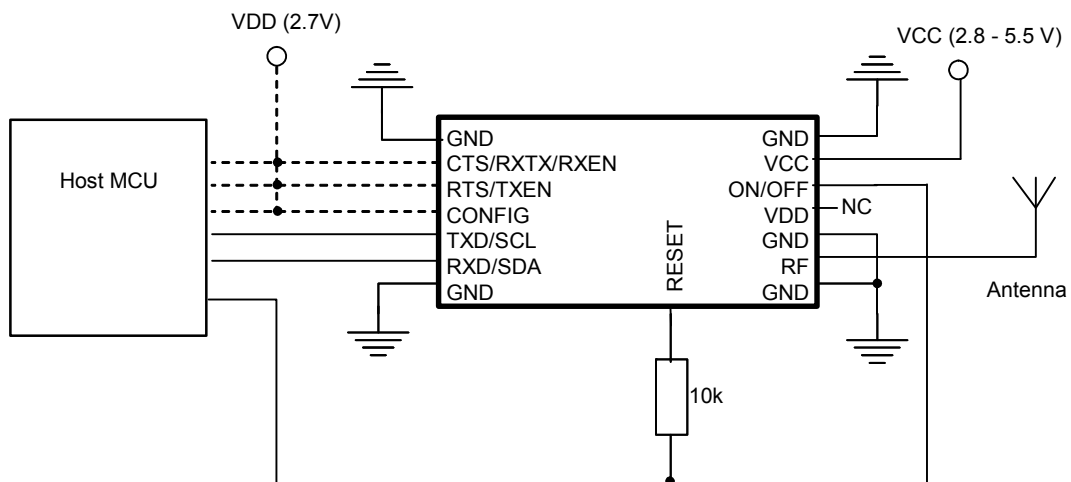 VDD (2.7V)
VCC (2.8 - 5.5 V)
Host MCU
GND
CTS/RXTX/RXEN
RTS/TXEN
CONFIG
TXD/SCL
RXD/SDA
GND
RESET
GND
VCC
ON/OFF
VDD
NC
GND
RF
GND
Antenna
10k